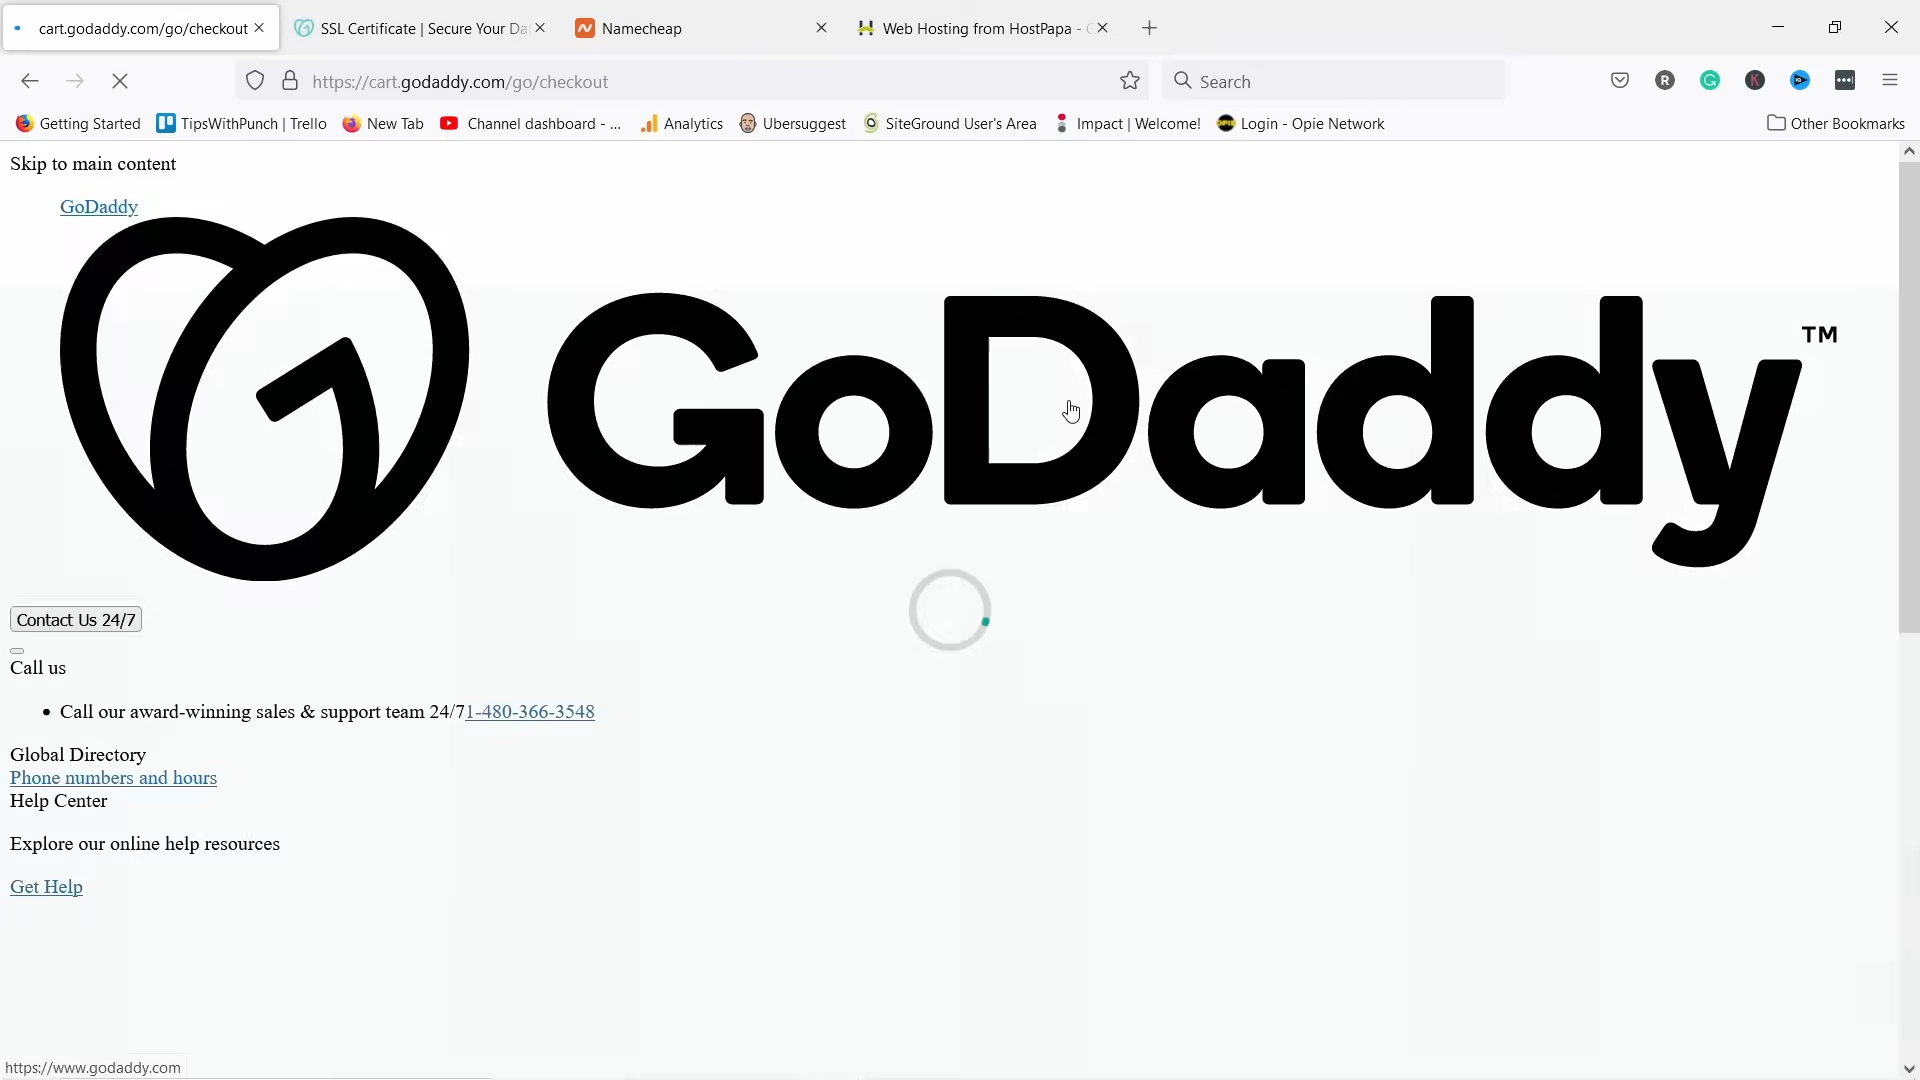 cart.godaddy.com/go/checkout
SSL Certificate | Secure Your Da
Namecheap
Web Hosting from HostPapa -
https://cart.godaddy.com/go/checkout
Search
Getting Started
TipsWithPunch | Trello
New Tab
Channel dashboard - ...
Analytics
Ubersuggest
SiteGround User's Area
Impact | Welcome!
Login - Opie Network
Other Bookmarks
Skip to main content
GoDaddy
GoDaddy™
Contact Us 24/7
Call us
• Call our award-winning sales & support team 24/71-480-366-3548
Global Directory
Phone numbers and hours
Help Center
Explore our online help resources
Get Help
https://www.godaddy.com